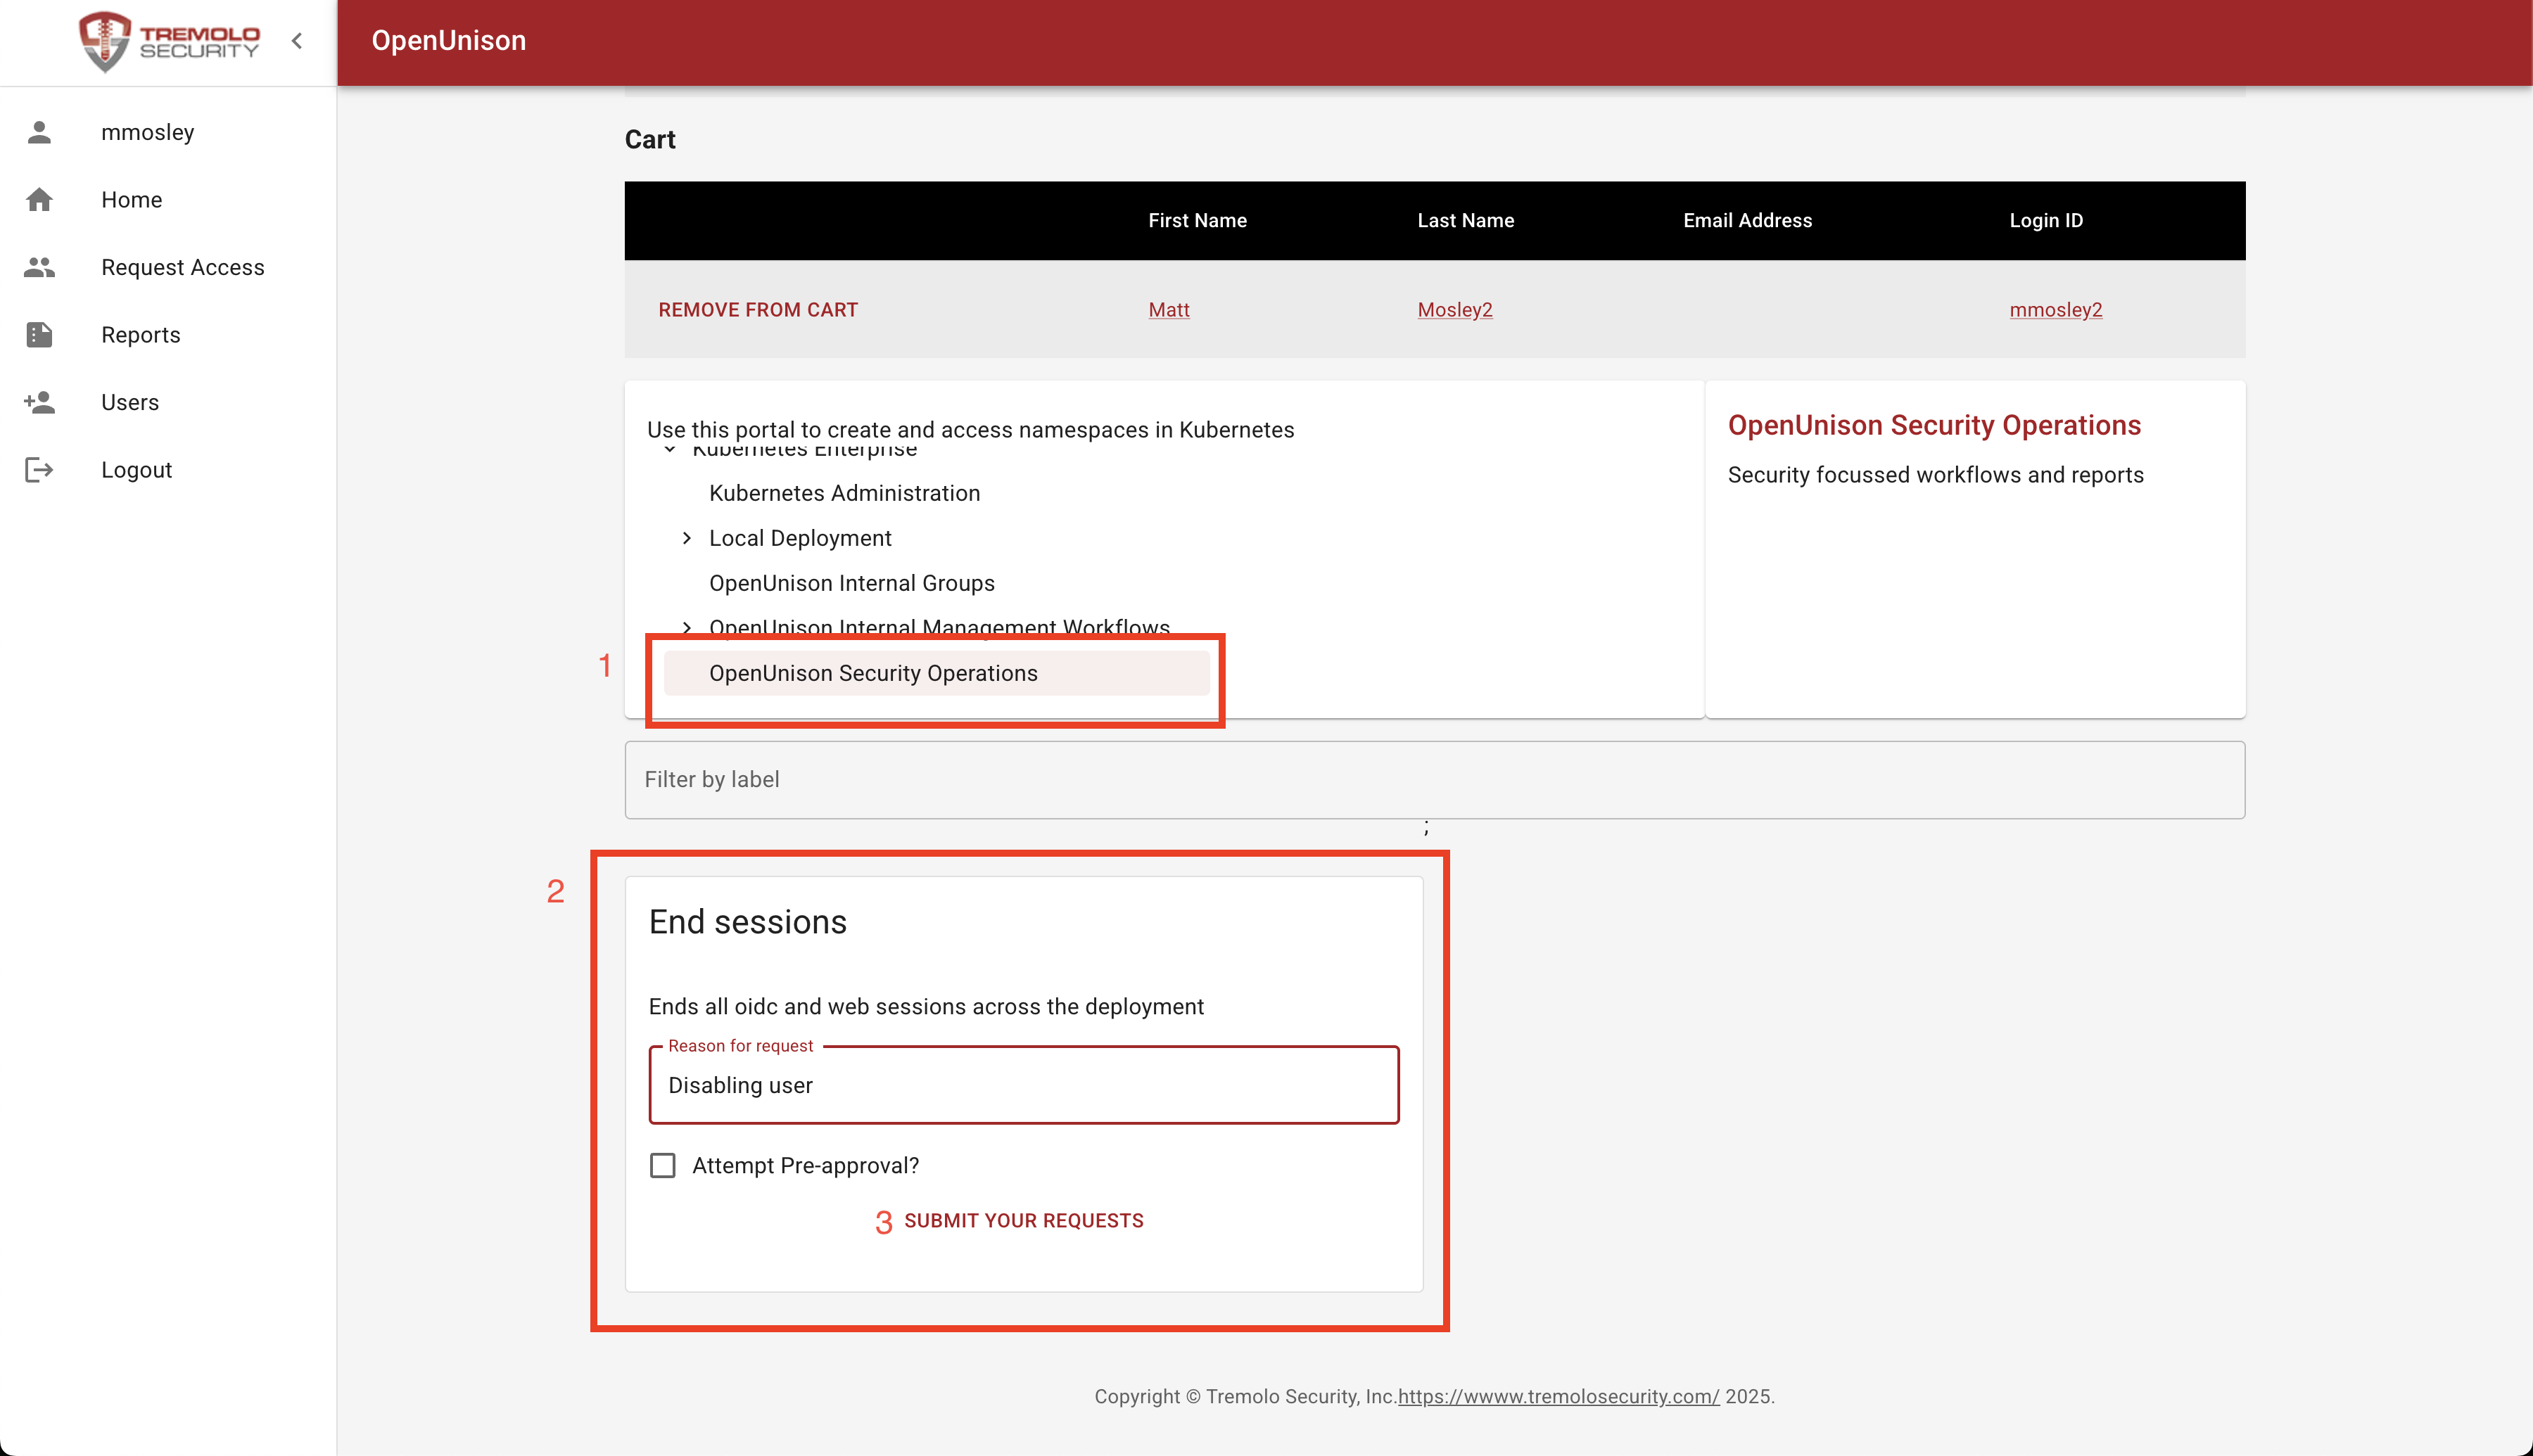 TREMOLO
SECURITY
OpenUnison
mmosley
Home
Request Access
Reports
Users
Logout
Cart
First Name Last Name Email Address Login ID
REMOVE FROM CART Matt Mosley2 mmosley2
Use this portal to create and access namespaces in Kubernetes
Kubernetes Enterprise
Kubernetes Administration
Local Deployment
OpenUnison Internal Groups
OpenUnison Internal Management Workflows
1
OpenUnison Security Operations
OpenUnison Security Operations
Security focussed workflows and reports
Filter by label
;
2
End sessions
Ends all oidc and web sessions across the deployment
Reason for request
Disabling user
Attempt Pre-approval?
3 SUBMIT YOUR REQUESTS
Copyright © Tremolo Security, Inc.https://wwww.tremolosecurity.com/ 2025.